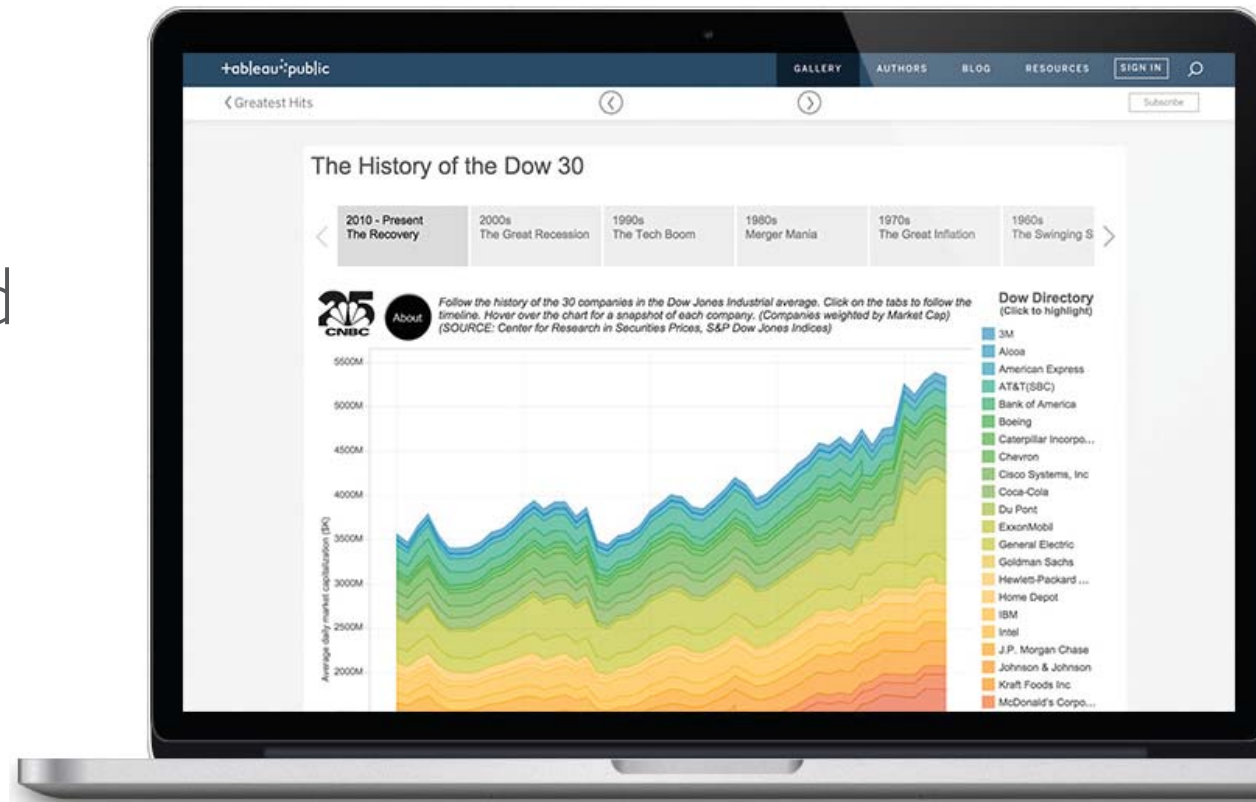 d
+ableau:public
GALLERY AUTHORS BLOG RESOURCES SIGN IN
Greatest Hits
Subscribe
The History of the Dow 30
2010 - Present
The Recovery
2000s
The Great Recession
1990s
The Tech Boom
1980s
Merger Mania
1970s
The Great Inflation
1960s
The Swinging S
25
CNBC
About
Follow the history of the 30 companies in the Dow Jones Industrial average. Click on the tabs to follow the
timeline. Hover over the chart for a snapshot of each company. (Companies weighted by Market Cap)
(SOURCE: Center for Research in Securities Prices, S&P Dow Jones Indices)
Dow Directory
(Click to highlight)
3M
Alcoa
American Express
AT&T(SBC)
Bank of America
Boeing
Caterpillar Incorpo...
Chevron
Cisco Systems, Inc
Coca-Cola
Du Pont
ExxonMobil
General Electric
Goldman Sachs
Hewlett-Packard ...
Home Depot
IBM
Intel
J.P. Morgan Chase
Johnson & Johnson
Kraft Foods Inc
McDonald's Corpo...
Average daily market capitalization ($K)
5500M
5000M
4500M
4000M
3500M
3000M
2500M
2000M